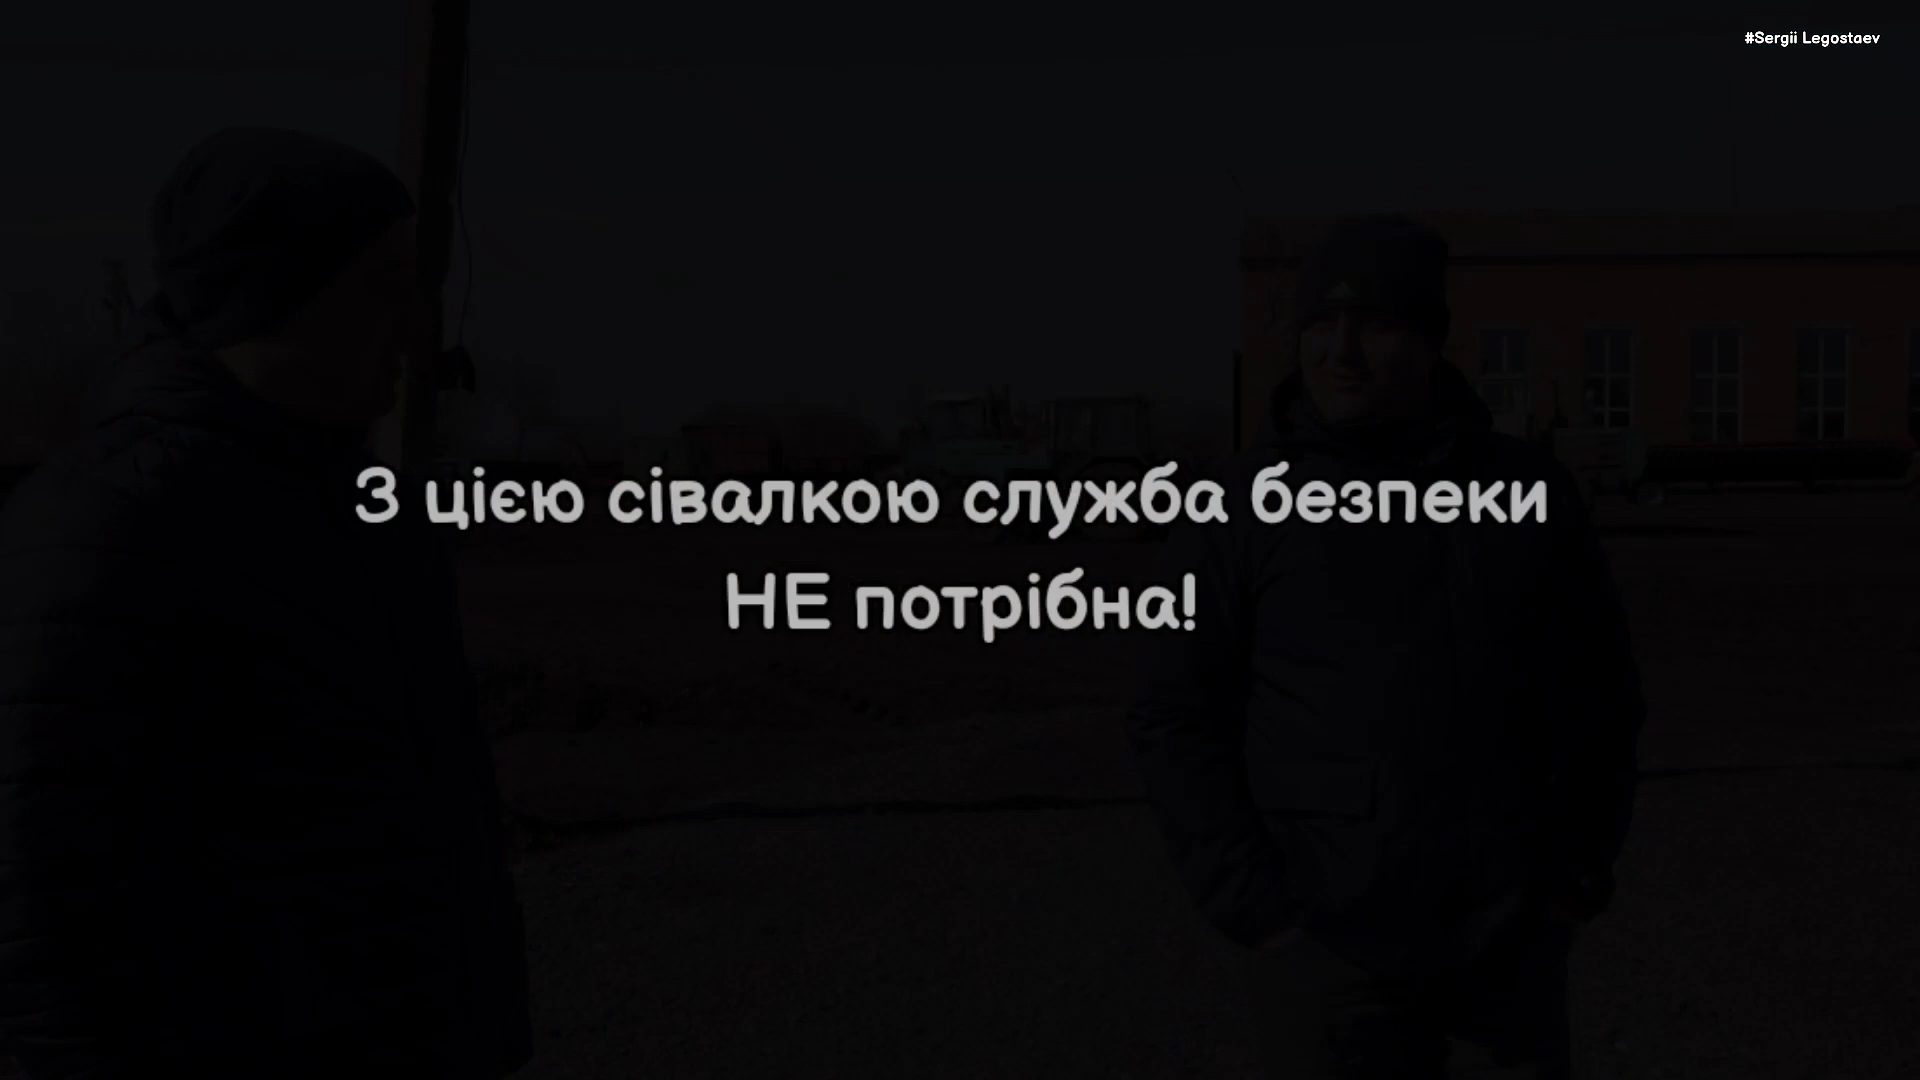 #Sergii Legostaev
З цією сівалкою служба безпеки
НЕ потрібна!